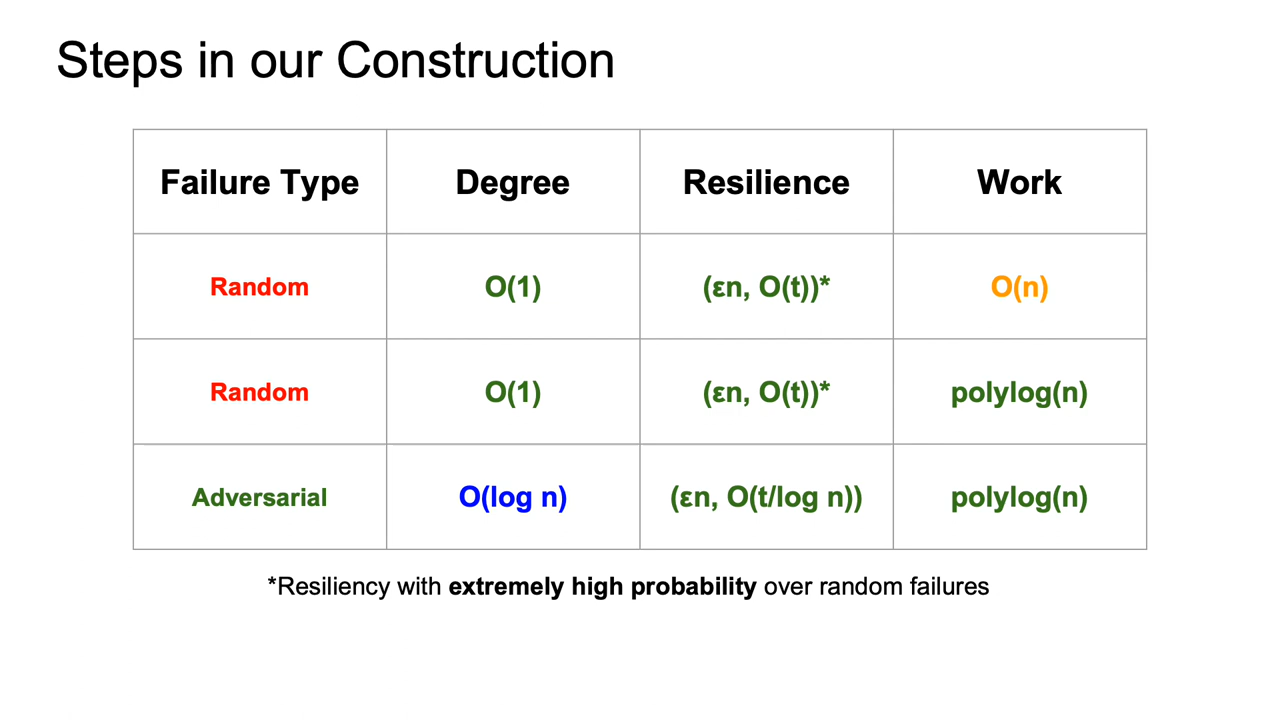 Steps in our Construction
Failure Type Degree Resilience Work
Random O(1) (εn, O(t))* O(n)
Random O(1) (εn, O(t))* polylog(n)
Adversarial O(log n) (εn, O(t/log n)) polylog(n)
*Resiliency with extremely high probability over random failures